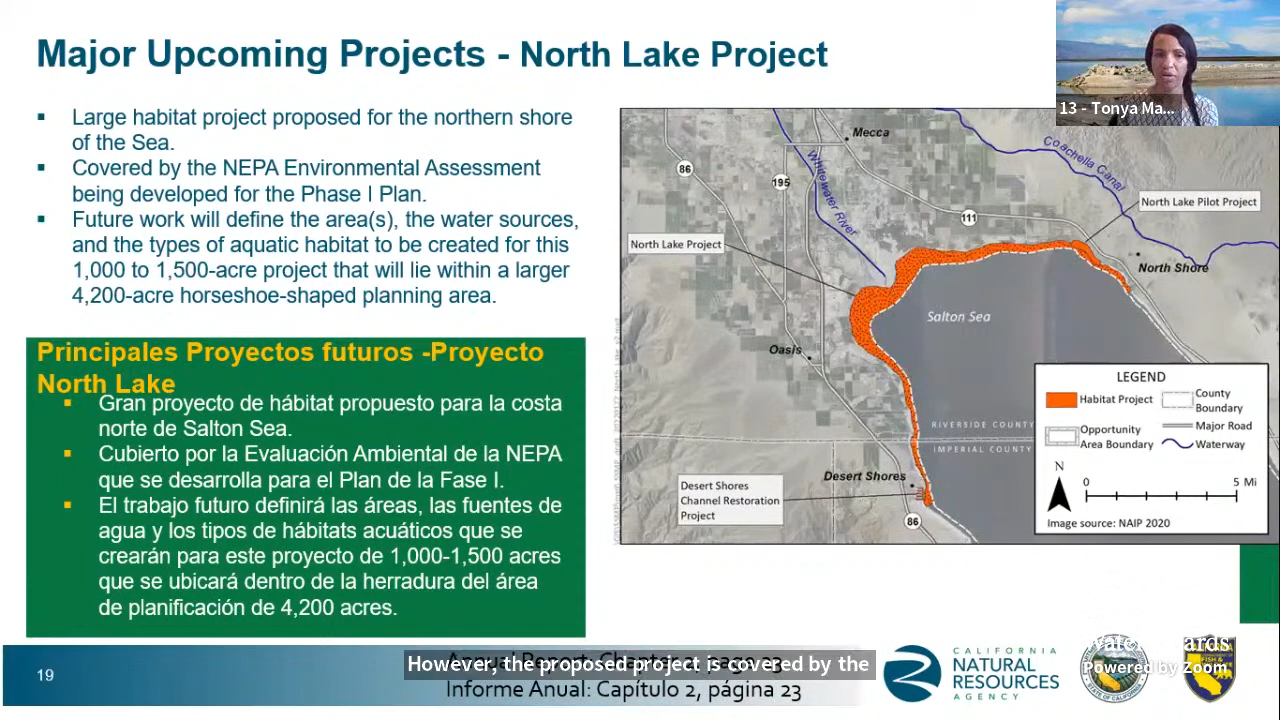 Major Upcoming Projects - North Lake Project
13 - Tonya Ma...
▪ Large habitat project proposed for the northern shore
of the Sea.
▪ Covered by the NEPA Environmental Assessment
being developed for the Phase I Plan.
▪ Future work will define the area(s), the water sources,
and the types of aquatic habitat to be created for this
1,000 to 1,500-acre project that will lie within a larger
4,200-acre horseshoe-shaped planning area.
Principales Proyectos futuros -Proyecto
North Lake
▪ Gran proyecto de hábitat propuesto para la costa
norte de Salton Sea.
▪ Cubierto por la Evaluación Ambiental de la NEPA
que se desarrolla para el Plan de la Fase I.
▪ El trabajo futuro definirá las áreas, las fuentes de
agua y los tipos de hábitats acuáticos que se
crearán para este proyecto de 1,000-1,500 acres
que se ubicará dentro de la herradura del área
de planificación de 4,200 acres.
Mecca
86
195
Whitewater River
Coachella Canal
111
North Lake Pilot Project
North Lake Project
North Shore
Salton Sea
Oasis
RIVERSIDE COUNTY
IMPERIAL COUNTY
Desert Shores
Desert Shores
Channel Restoration
Project
86
LEGEND
Habitat Project
County
Boundary
Opportunity
Area Boundary
Major Road
Waterway
N
0 5 Mi
Image source: NAIP 2020
19
However, the proposed project is covered by the
Informe Anual: Capítulo 2, página 23
CALIFORNIA
NATURAL
RESOURCES
AGENCY
Powered by Zoom